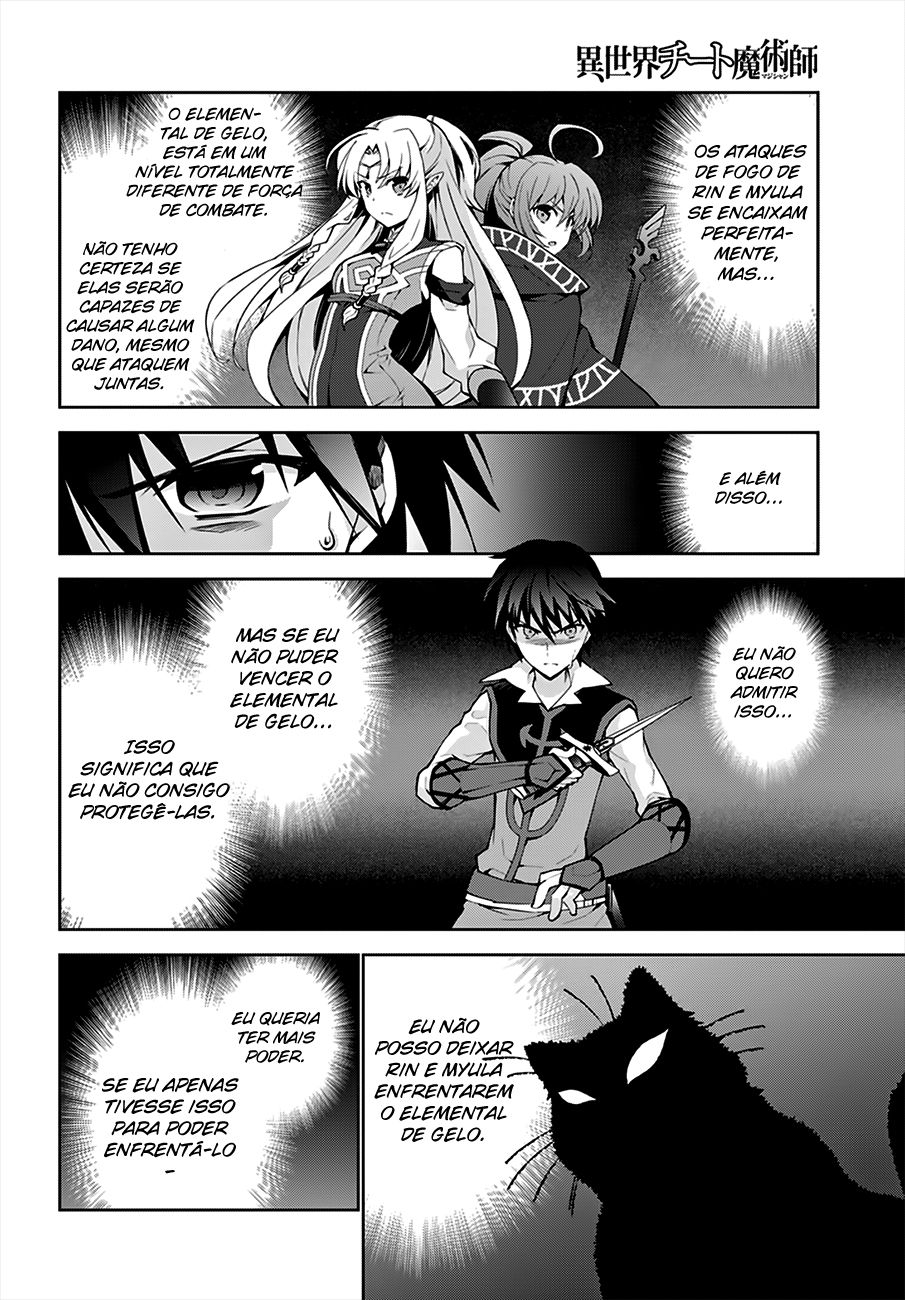 異世界チート魔術師
マジシャン
OS ATAQUES
DE FOGO DE
RIN E MYULA
SE ENCAIXAM
PERFEITA-
MENTE,
MAS...
O ELEMEN-
TAL DE GELO,
ESTÁ EM UM
NÍVEL TOTALMENTE
DIFERENTE DE FORÇA
DE COMBATE.
NÃO TENHO
CERTEZA SE
ELAS SERÃO
CAPAZES DE
CAUSAR ALGUM
DANO, MESMO
QUE ATAQUEM
JUNTAS.
E ALÉM
DISSO...
EU NÃO
QUERO
ADMITIR
ISSO...
MAS SE EU
NÃO PUDER
VENCER O
ELEMENTAL
DE GELO...
ISSO
SIGNIFICA QUE
EU NÃO CONSIGO
PROTEGÊ-LAS.
EU NÃO
POSSO DEIXAR
RIN E MYULA
ENFRENTAREM
O ELEMENTAL
DE GELO.
EU QUERIA
TER MAIS
PODER.
SE EU APENAS
TIVESSE ISSO
PARA PODER
ENFRENTÁ-LO
-